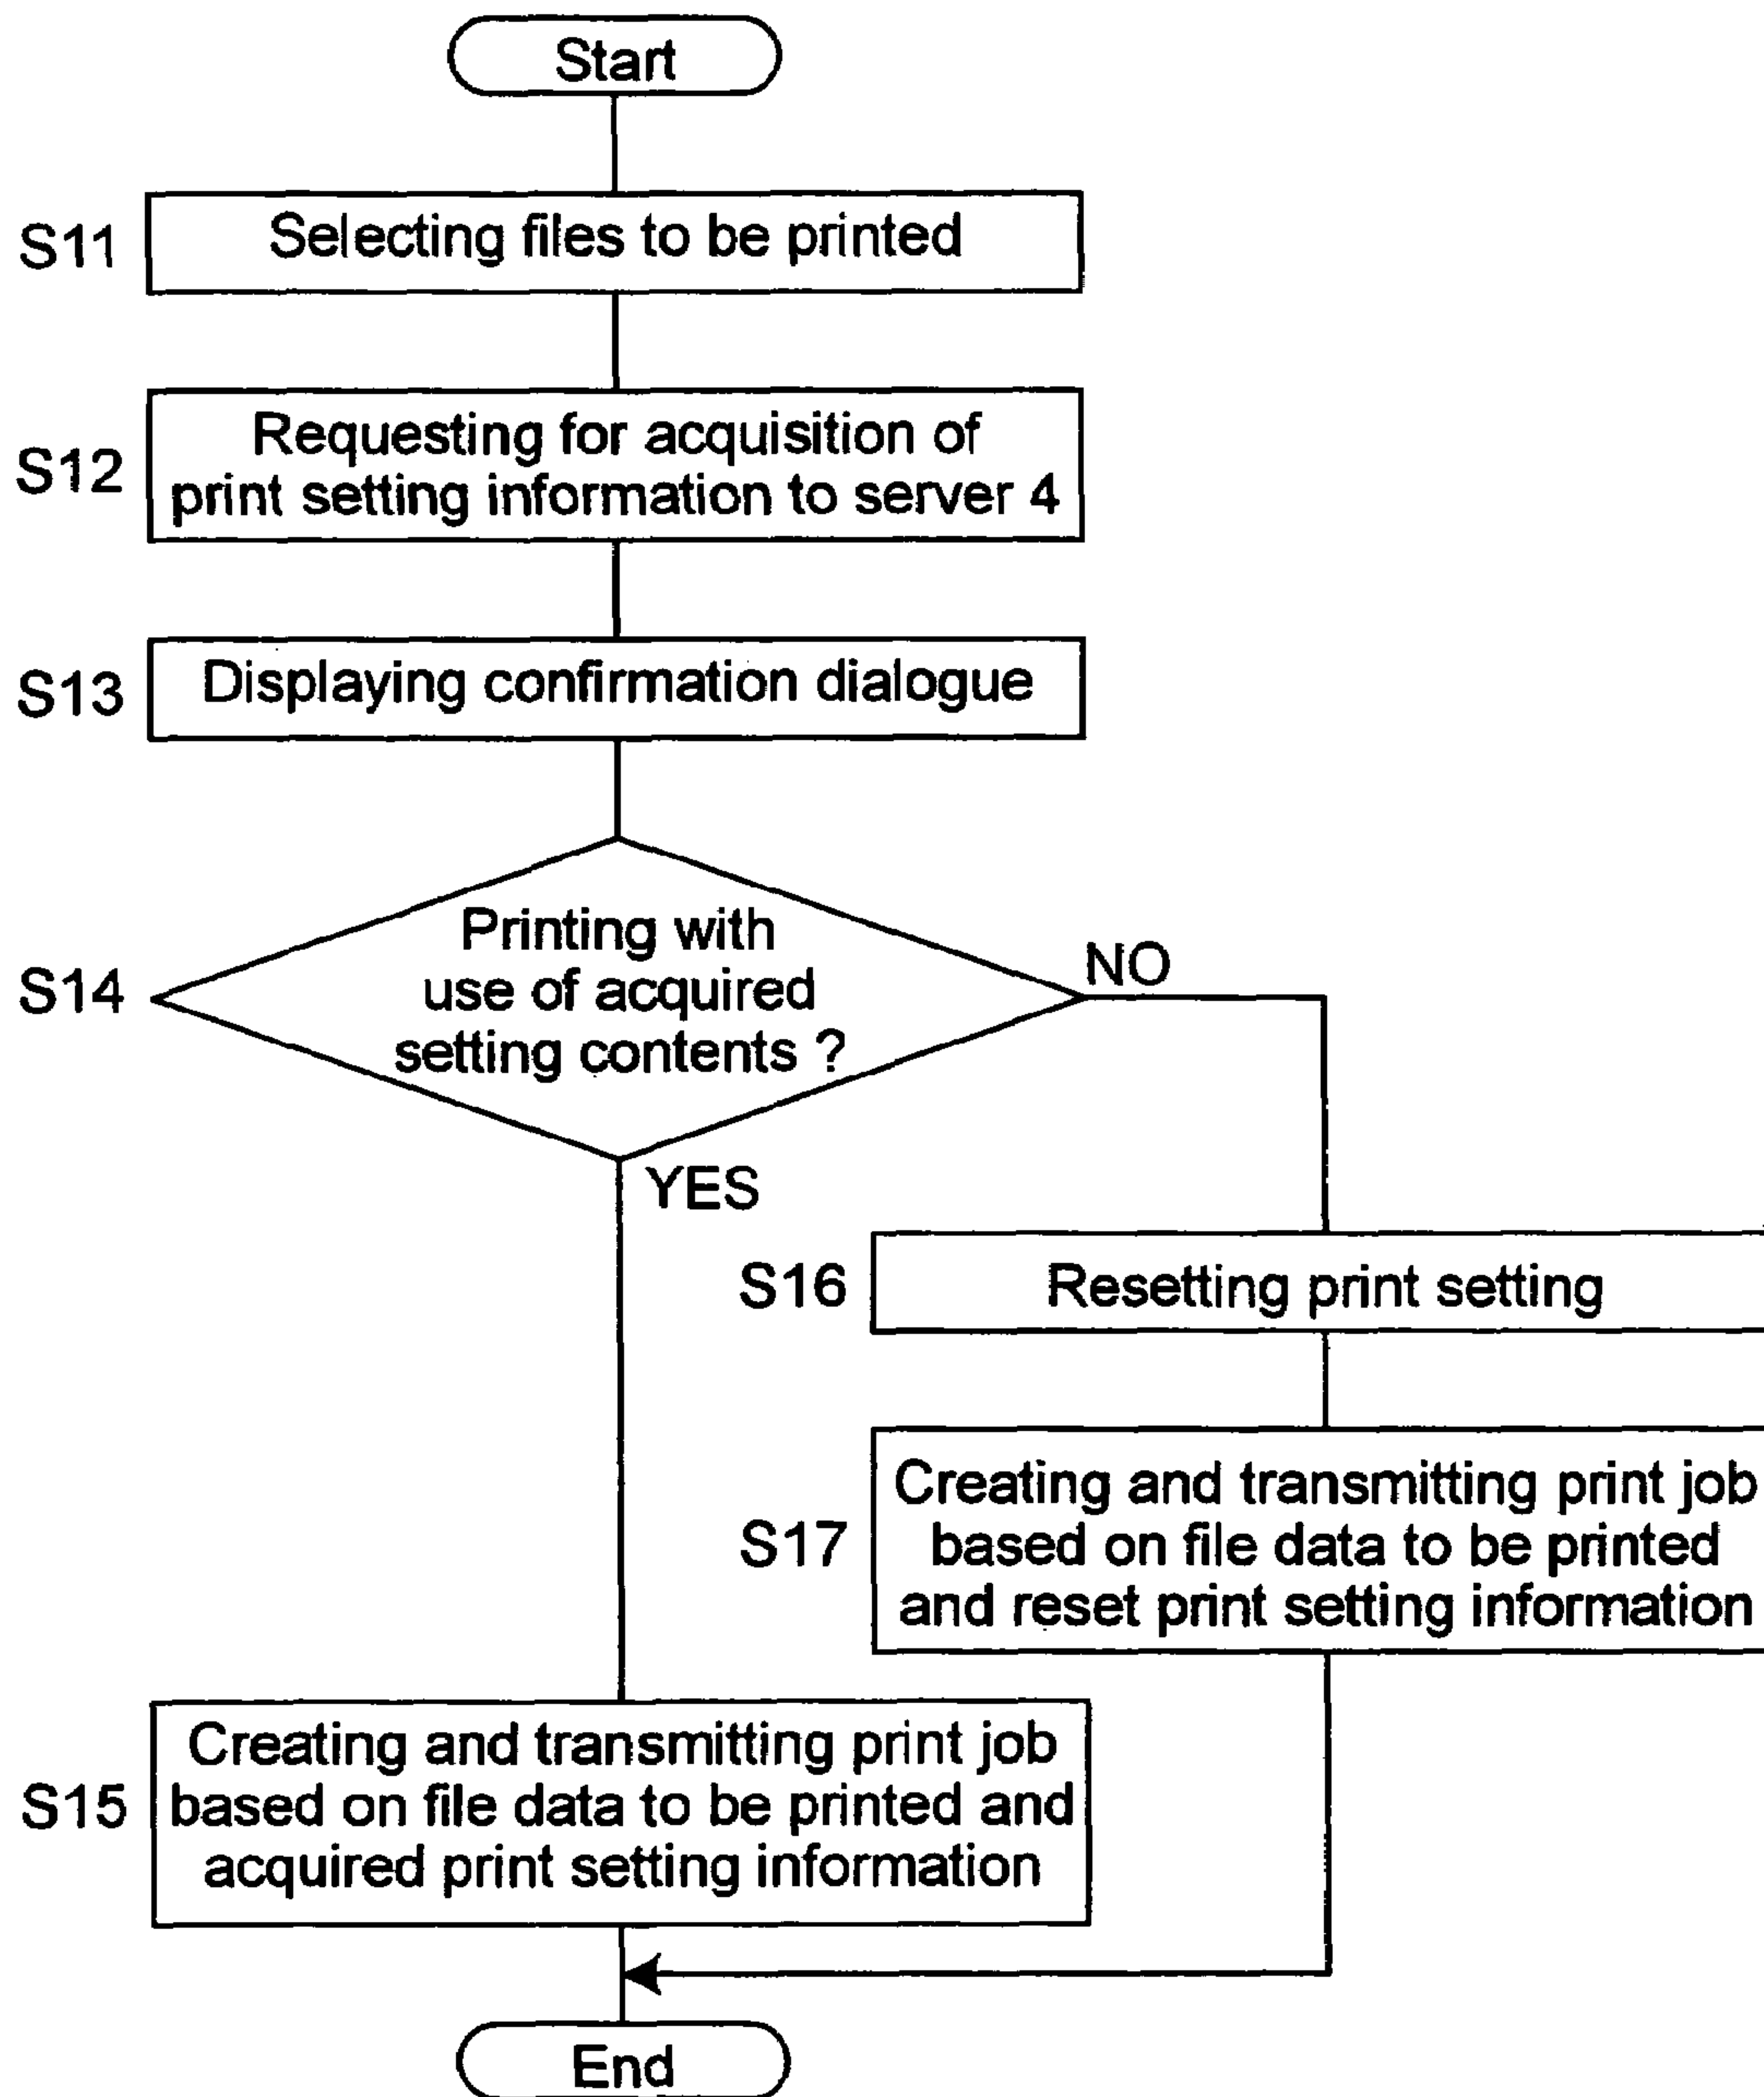 Start
S11
Selecting files to be printed
S12
Requesting for acquisition of
print setting information to server 4
S13
Displaying confirmation dialogue
S14
Printing with
use of acquired
setting contents ?
NO
YES
S16
Resetting print setting
S17
Creating and transmitting print job
based on file data to be printed
and reset print setting information
S15
Creating and transmitting print job
based on file data to be printed and
acquired print setting information
End